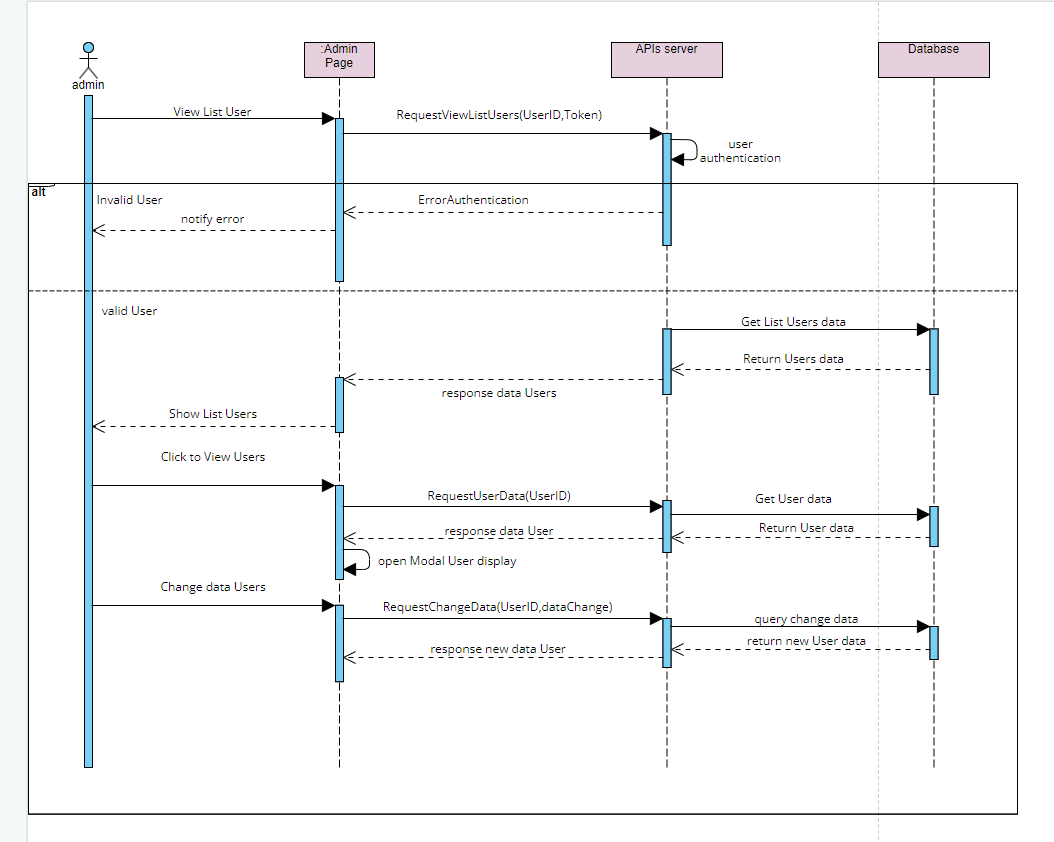 :Admin
Page
APIs server
Database
admin
View List User
RequestViewListUsers(UserID,Token)
user
authentication
alt
Invalid User
ErrorAuthentication
notify error
valid User
Get List Users data
Return Users data
response data Users
Show List Users
Click to View Users
RequestUserData(UserID)
Get User data
response data User
Return User data
open Modal User display
Change data Users
RequestChangeData(UserID,dataChange)
query change data
return new User data
response new data User